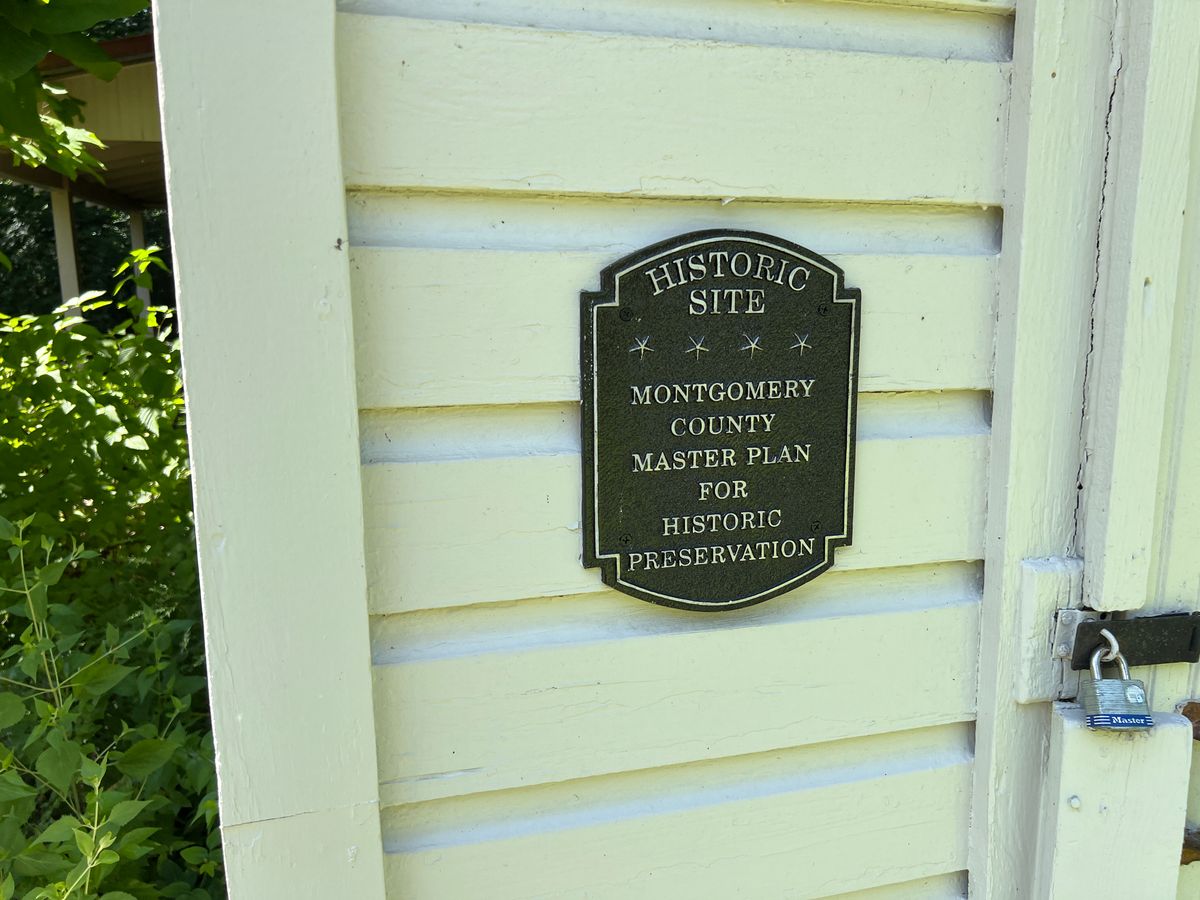 HISTORIC
SITE
MONTGOMERY
COUNTY
MASTER PLAN
FOR
HISTORIC
PRESERVATION
Master